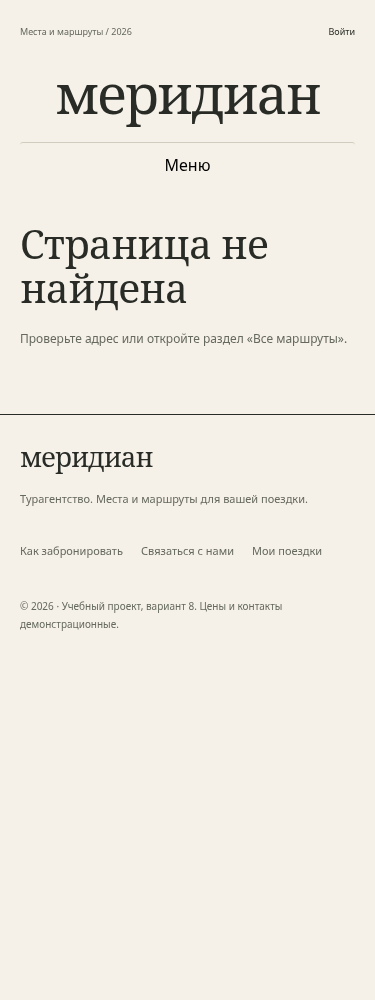 Места и маршруты / 2026
Войти
меридиан
Меню
Страница не
найдена
Проверьте адрес или откройте раздел «Все маршруты».
меридиан
Турагентство. Места и маршруты для вашей поездки.
Как забронировать Связаться с нами Мои поездки
© 2026 · Учебный проект, вариант 8. Цены и контакты
демонстрационные.